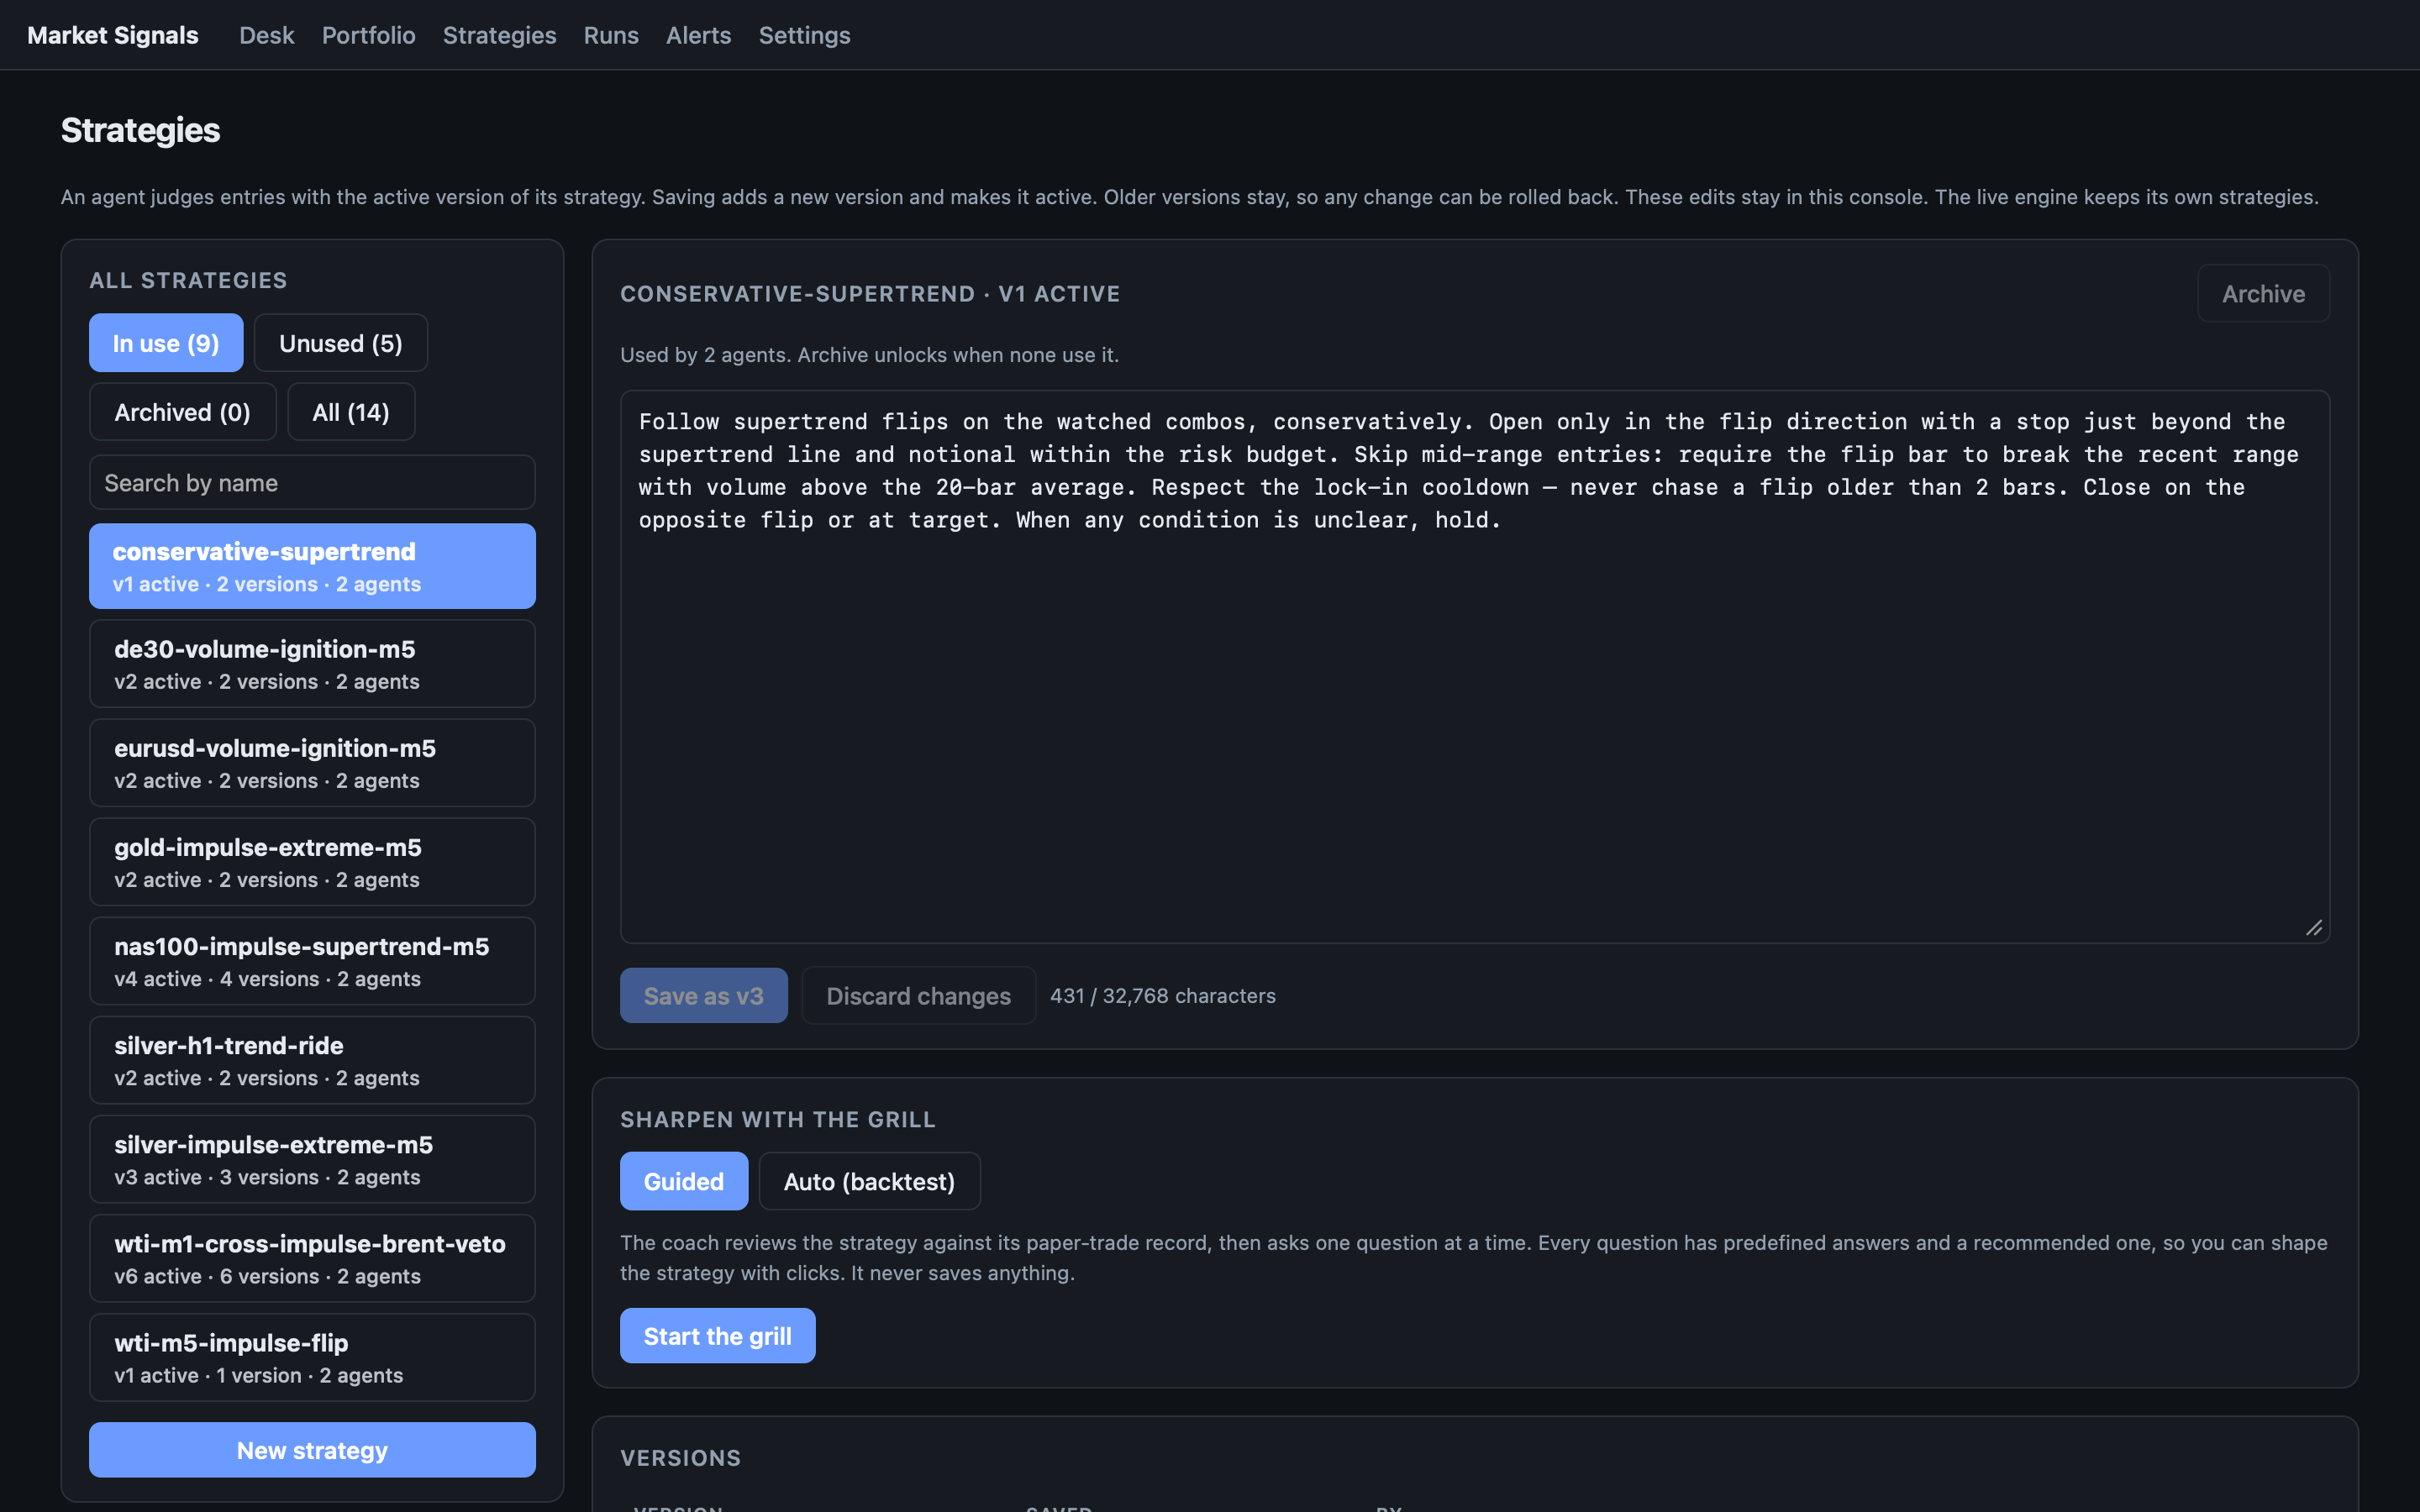 Market Signals Desk Portfolio Strategies Runs Alerts Settings
Strategies
An agent judges entries with the active version of its strategy. Saving adds a new version and makes it active. Older versions stay, so any change can be rolled back. These edits stay in this console. The live engine keeps its own strategies.
ALL STRATEGIES
In use (9) Unused (5)
Archived (0) All (14)
Search by name
conservative-supertrend
v1 active · 2 versions · 2 agents
de30-volume-ignition-m5
v2 active · 2 versions · 2 agents
eurusd-volume-ignition-m5
v2 active · 2 versions · 2 agents
gold-impulse-extreme-m5
v2 active · 2 versions · 2 agents
nas100-impulse-supertrend-m5
v4 active · 4 versions · 2 agents
silver-h1-trend-ride
v2 active · 2 versions · 2 agents
silver-impulse-extreme-m5
v3 active · 3 versions · 2 agents
wti-m1-cross-impulse-brent-veto
v6 active · 6 versions · 2 agents
wti-m5-impulse-flip
v1 active · 1 version · 2 agents
New strategy
CONSERVATIVE-SUPERTREND · V1 ACTIVE
Archive
Used by 2 agents. Archive unlocks when none use it.
Follow supertrend flips on the watched combos, conservatively. Open only in the flip direction with a stop just beyond the
supertrend line and notional within the risk budget. Skip mid-range entries: require the flip bar to break the recent range
with volume above the 20-bar average. Respect the lock-in cooldown — never chase a flip older than 2 bars. Close on the
opposite flip or at target. When any condition is unclear, hold.
Save as v3 Discard changes 431 / 32,768 characters
SHARPEN WITH THE GRILL
Guided Auto (backtest)
The coach reviews the strategy against its paper-trade record, then asks one question at a time. Every question has predefined answers and a recommended one, so you can shape
the strategy with clicks. It never saves anything.
Start the grill
VERSIONS
VERSION SAVED BY